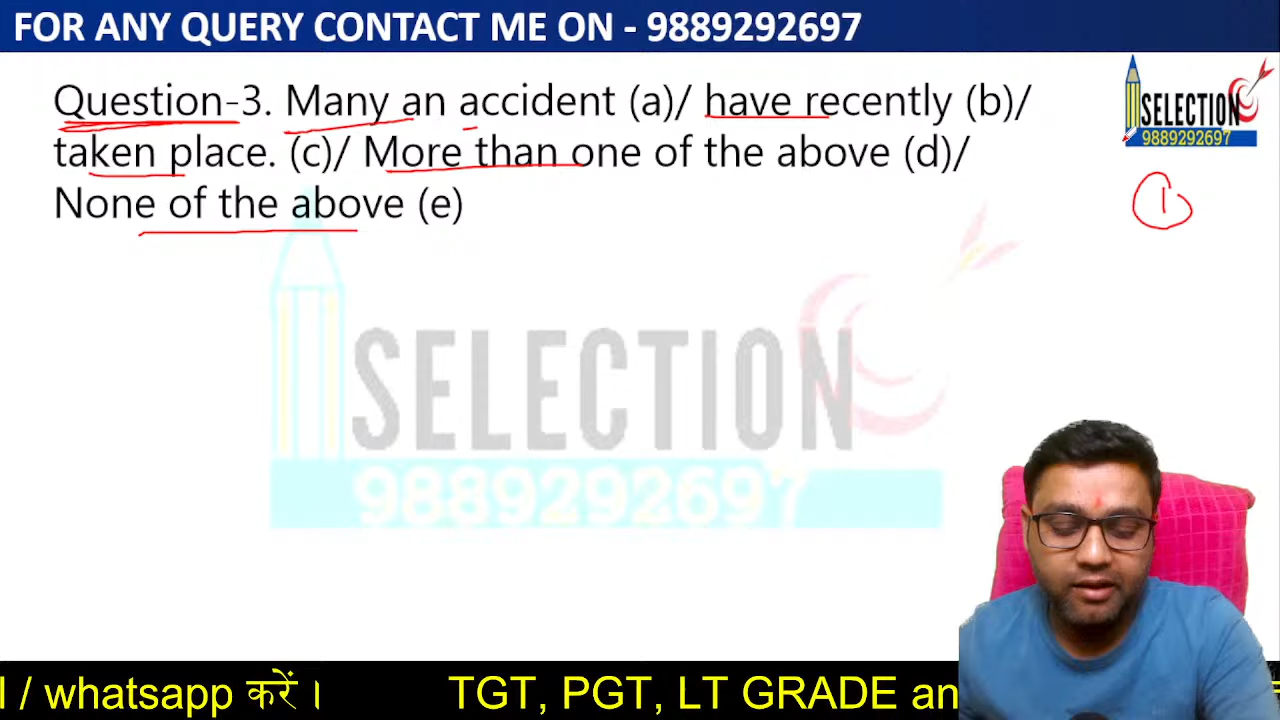 FOR ANY QUERY CONTACT ME ON - 9889292697
SELECTION
9889292697
Question-3. Many an accident (a)/ have recently (b)/
taken place. (c)/ More than one of the above (d)/
None of the above (e)
1
SELECTION
9889292697
l / whatsapp करें ।
TGT, PGT, LT GRADE an